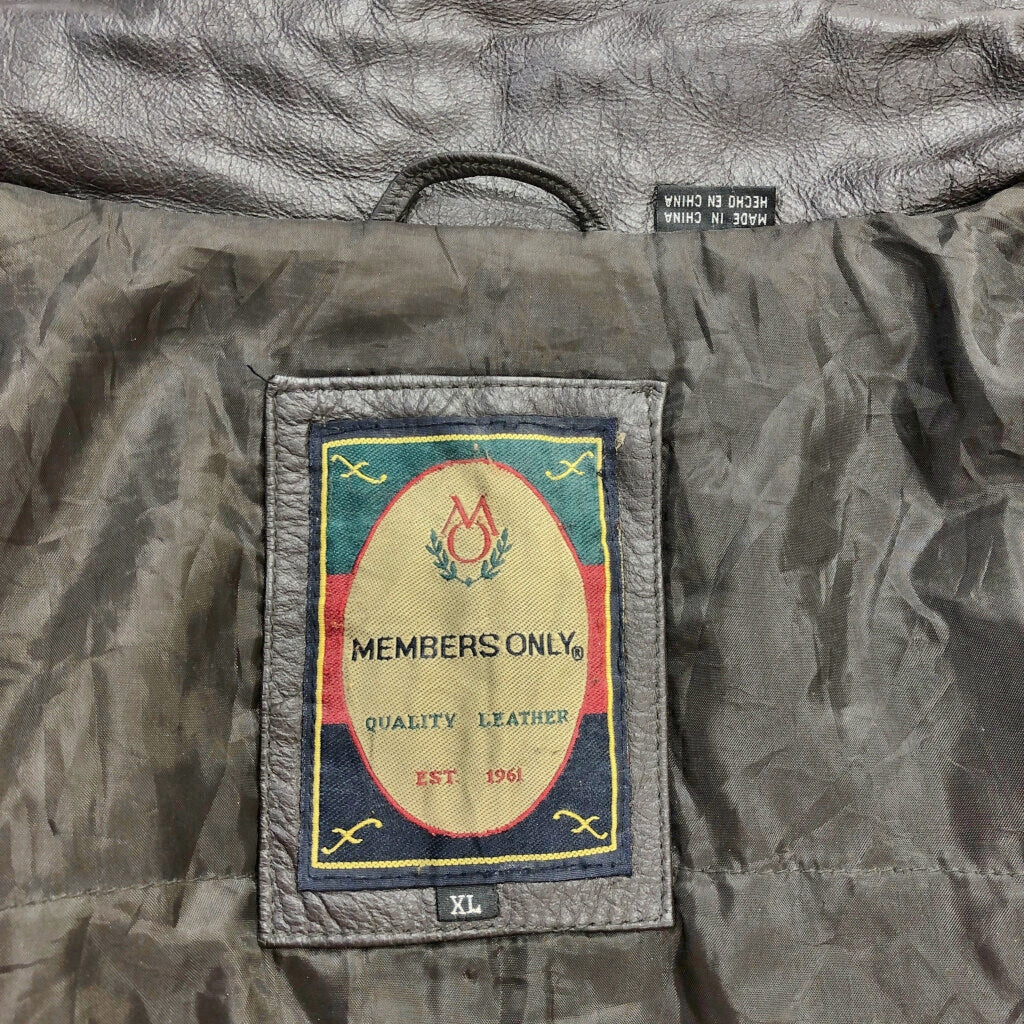 MADE IN CHINA
HECHO EN CHINA
MO
MEMBERS ONLY®
QUALITY LEATHER
EST 1961
XL